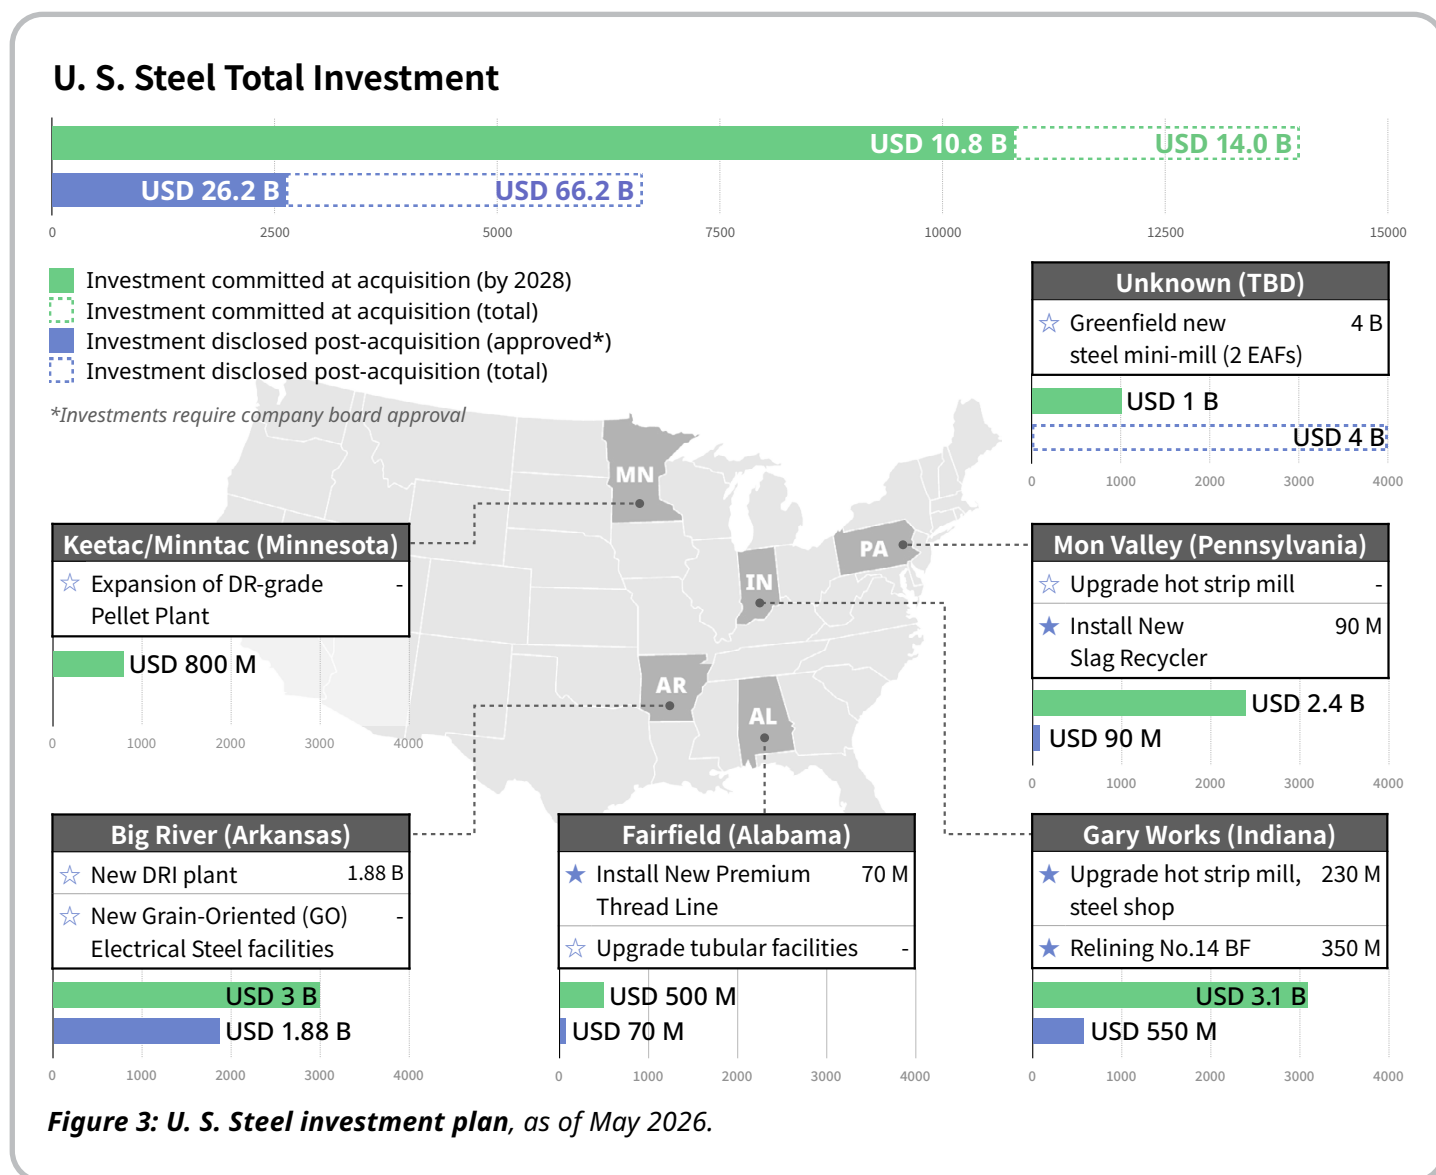 U. S. Steel Total Investment
USD 10.8 B
USD 14.0 B
USD 26.2 B
USD 66.2 B
0 2500 5000 7500 10000 12500 15000
Investment committed at acquisition (by 2028)
Investment committed at acquisition (total)
Investment disclosed post-acquisition (approved*)
Investment disclosed post-acquisition (total)
*Investments require company board approval
Unknown (TBD)
☆ Greenfield new 4 B
steel mini-mill (2 EAFs)
USD 1 B
USD 4 B
0 1000 2000 3000 4000
MN
PA
IN
AR
AL
Keetac/Minntac (Minnesota)
☆ Expansion of DR-grade -
Pellet Plant
USD 800 M
0 1000 2000 3000 4000
Mon Valley (Pennsylvania)
☆ Upgrade hot strip mill -
★ Install New 90 M
Slag Recycler
USD 2.4 B
USD 90 M
0 1000 2000 3000 4000
Big River (Arkansas)
☆ New DRI plant 1.88 B
☆ New Grain-Oriented (GO) -
Electrical Steel facilities
USD 3 B
USD 1.88 B
0 1000 2000 3000 4000
Fairfield (Alabama)
★ Install New Premium 70 M
Thread Line
☆ Upgrade tubular facilities -
USD 500 M
USD 70 M
0 1000 2000 3000 4000
Gary Works (Indiana)
★ Upgrade hot strip mill, 230 M
steel shop
★ Relining No.14 BF 350 M
USD 3.1 B
USD 550 M
0 1000 2000 3000 4000
Figure 3: U. S. Steel investment plan, as of May 2026.